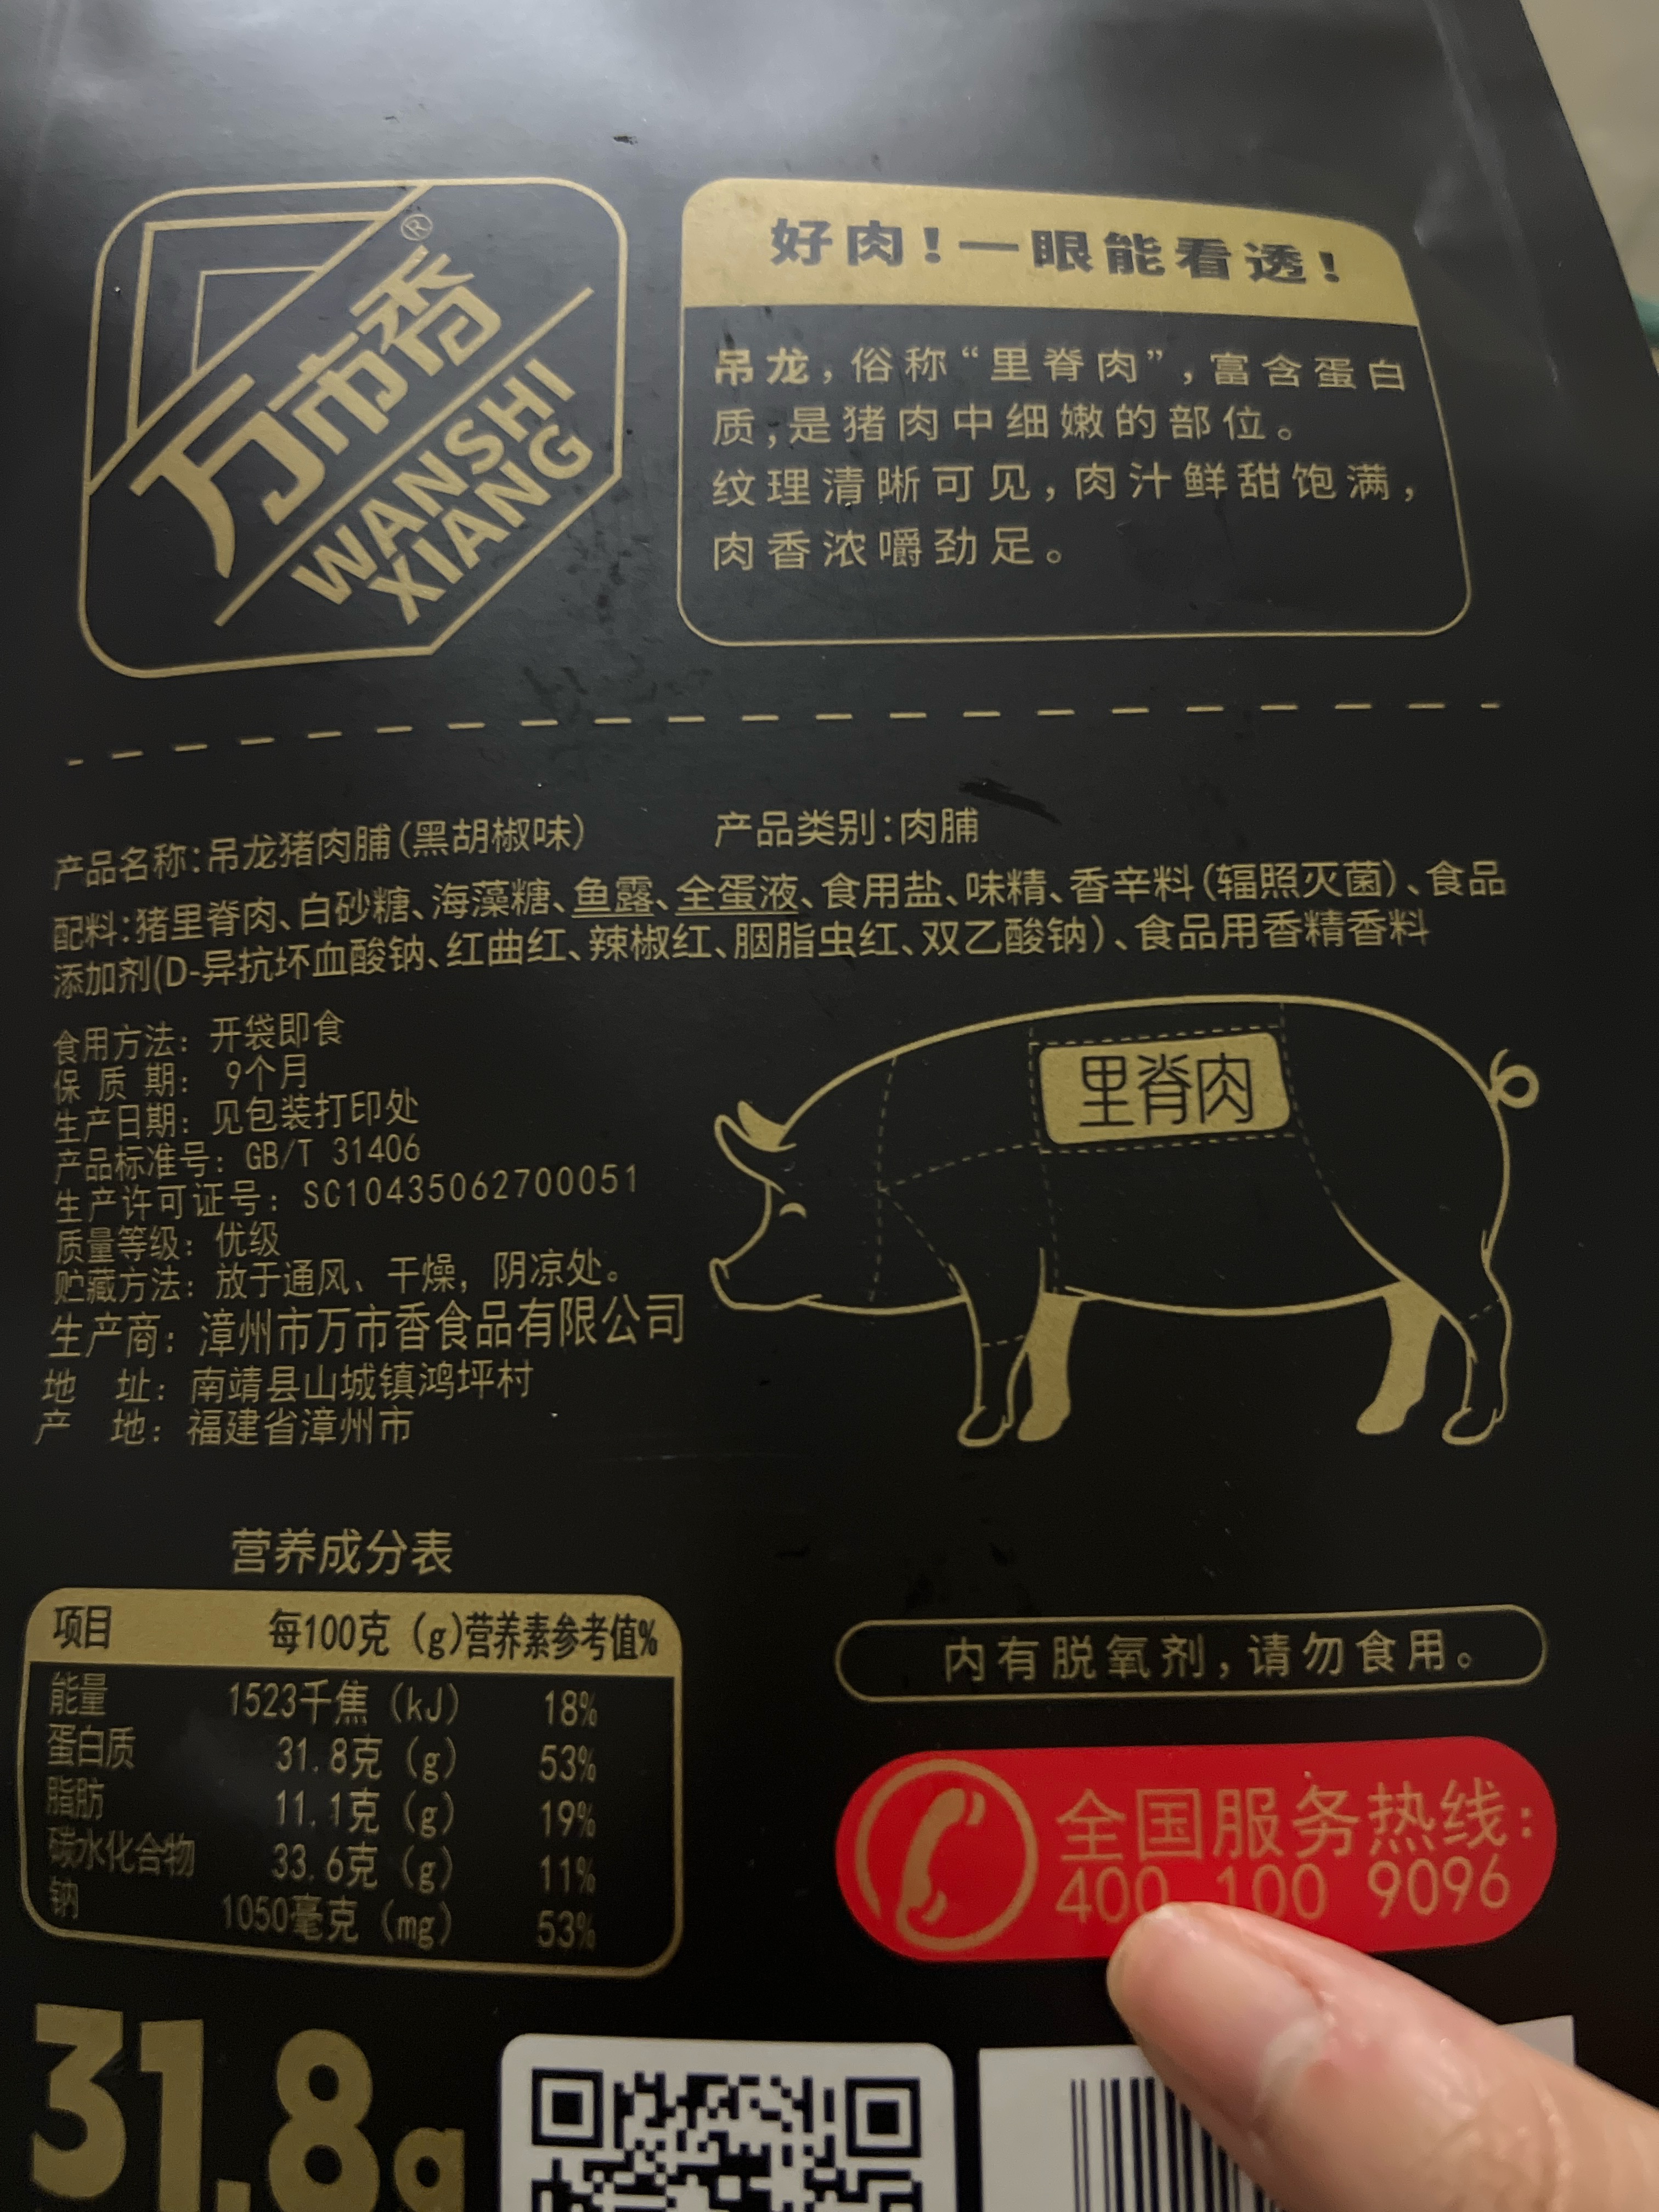 万市香®
WANSHI
XIANG
好肉！一眼能看透！
吊龙，俗称“里脊肉”，富含蛋白
质，是猪肉中细嫩的部位。
纹理清晰可见，肉汁鲜甜饱满，
肉香浓嚼劲足。
产品名称：吊龙猪肉脯（黑胡椒味） 产品类别：肉脯
配料：猪里脊肉、白砂糖、海藻糖、鱼露、全蛋液、食用盐、味精、香辛料（辐照灭菌）、食品
添加剂（D-异抗坏血酸钠、红曲红、辣椒红、胭脂虫红、双乙酸钠）、食品用香精香料
食用方法：开袋即食
保 质 期：9个月
生产日期：见包装打印处
产品标准号：GB/T 31406
生产许可证号：SC10435062700051
质量等级：优级
贮藏方法：放于通风、干燥，阴凉处。
生产商：漳州市万市香食品有限公司
地 址：南靖县山城镇鸿坪村
产 地：福建省漳州市
里脊肉
营养成分表
项目 每100克（g）营养素参考值%
能量 1523千焦（kJ） 18%
蛋白质 31.8克（g） 53%
脂肪 11.1克（g） 19%
碳水化合物 33.6克（g） 11%
钠 1050毫克（mg） 53%
内有脱氧剂，请勿食用。
全国服务热线：
400 100 9096
31.8g